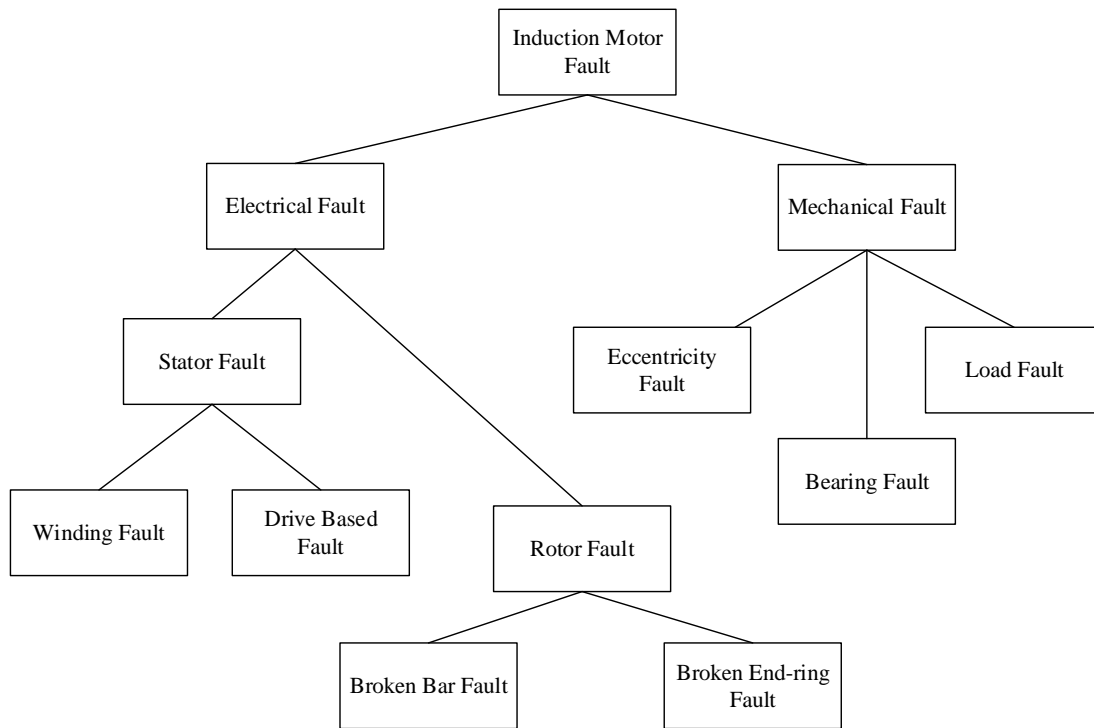 Induction Motor
Fault
Electrical Fault
Mechanical Fault
Stator Fault
Eccentricity
Fault
Load Fault
Bearing Fault
Winding Fault
Drive Based
Fault
Rotor Fault
Broken Bar Fault
Broken End-ring
Fault